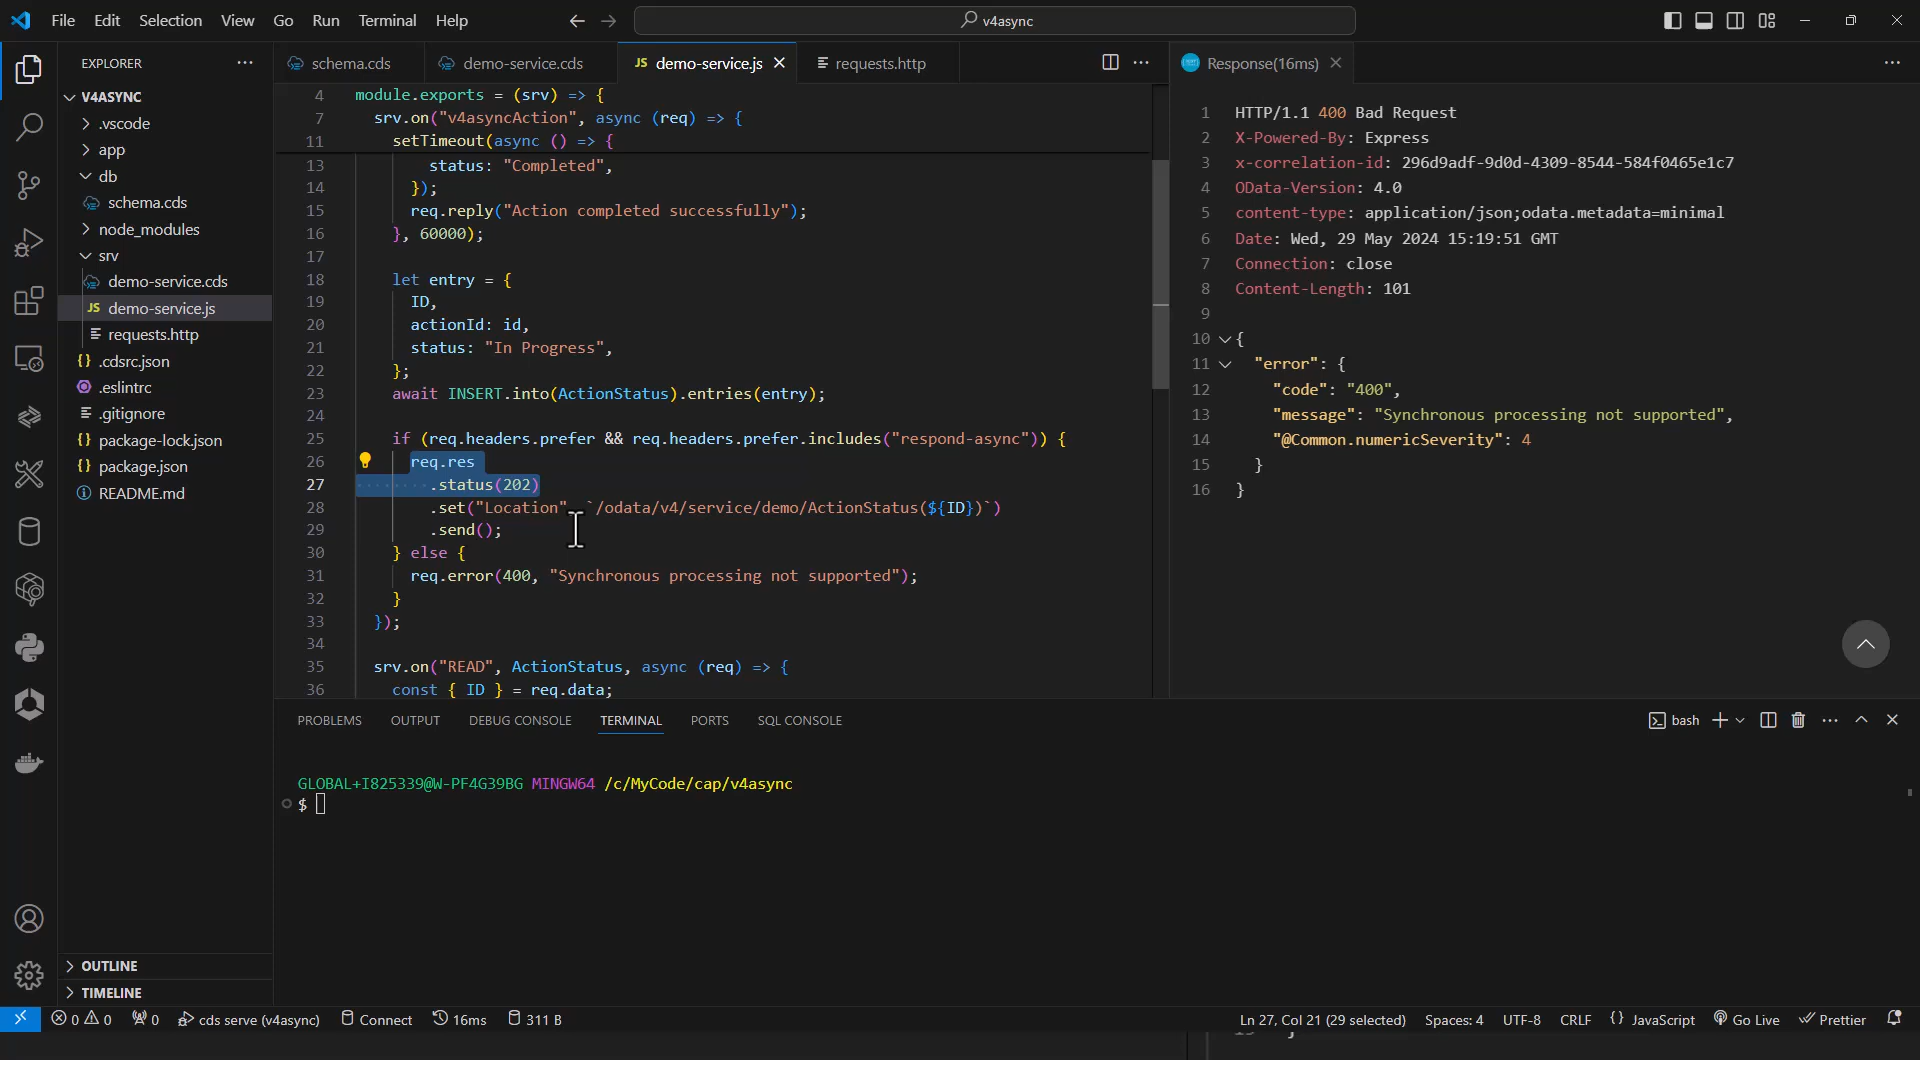 File Edit Selection View Go Run Terminal Help
v4async
EXPLORER
V4ASYNC
.vscode
app
db
schema.cds
node_modules
srv
demo-service.cds
JS demo-service.js
requests.http
{} .cdsrc.json
.eslintrc
.gitignore
{} package-lock.json
{} package.json
README.md
OUTLINE
TIMELINE
schema.cds
demo-service.cds
JS demo-service.js
requests.http
4 module.exports = (srv) => {
7 srv.on("v4asyncAction", async (req) => {
11 setTimeout(async () => {
13 status: "Completed",
14 });
15 req.reply("Action completed successfully");
16 }, 60000);
17
18 let entry = {
19 ID,
20 actionId: id,
21 status: "In Progress",
22 };
23 await INSERT.into(ActionStatus).entries(entry);
24
25 if (req.headers.prefer && req.headers.prefer.includes("respond-async")) {
26 req.res
27 .status(202)
28 .set("Location" `/odata/v4/service/demo/ActionStatus(${ID})`)
29 .send();
30 } else {
31 req.error(400, "Synchronous processing not supported");
32 }
33 });
34
35 srv.on("READ", ActionStatus, async (req) => {
36 const { ID } = req.data;
Response(16ms)
1 HTTP/1.1 400 Bad Request
2 X-Powered-By: Express
3 x-correlation-id: 296d9adf-9d0d-4309-8544-584f0465e1c7
4 OData-Version: 4.0
5 content-type: application/json;odata.metadata=minimal
6 Date: Wed, 29 May 2024 15:19:51 GMT
7 Connection: close
8 Content-Length: 101
9
10 {
11 "error": {
12 "code": "400",
13 "message": "Synchronous processing not supported",
14 "@Common.numericSeverity": 4
15 }
16 }
PROBLEMS OUTPUT DEBUG CONSOLE TERMINAL PORTS SQL CONSOLE
bash
GLOBAL+I825339@W-PF4G39BG MINGW64 /c/MyCode/cap/v4async
$
0 0 0 cds serve (v4async) Connect 16ms 311 B
Ln 27, Col 21 (29 selected) Spaces: 4 UTF-8 CRLF {} JavaScript Go Live Prettier